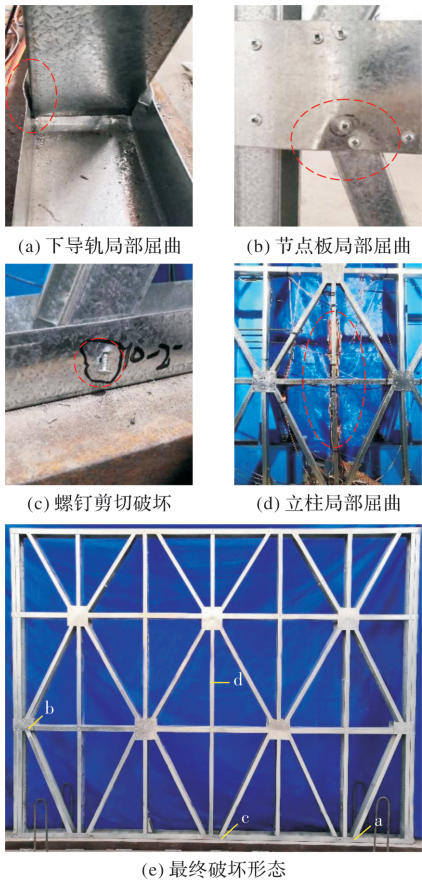 (a) 下导轨局部屈曲
(b) 节点板局部屈曲
70-2-
(c) 螺钉剪切破坏
(d) 立柱局部屈曲
d
b
c
a
(e) 最终破坏形态